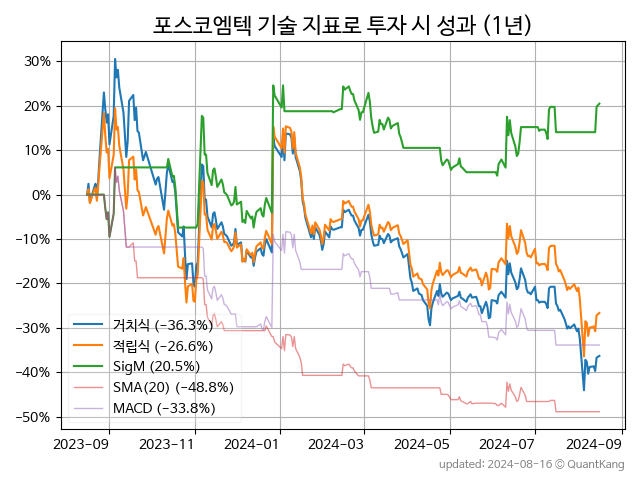 포스코엠텍 기술 지표로 투자 시 성과 (1년)
30%
20%
10%
0%
−10%
−20%
−30%
−40%
−50%
거치식 (−36.3%)
적립식 (−26.6%)
SigM (20.5%)
SMA(20) (−48.8%)
MACD (−33.8%)
2023-09 2023-11 2024-01 2024-03 2024-05 2024-07 2024-09
updated: 2024-08-16 © QuantKang